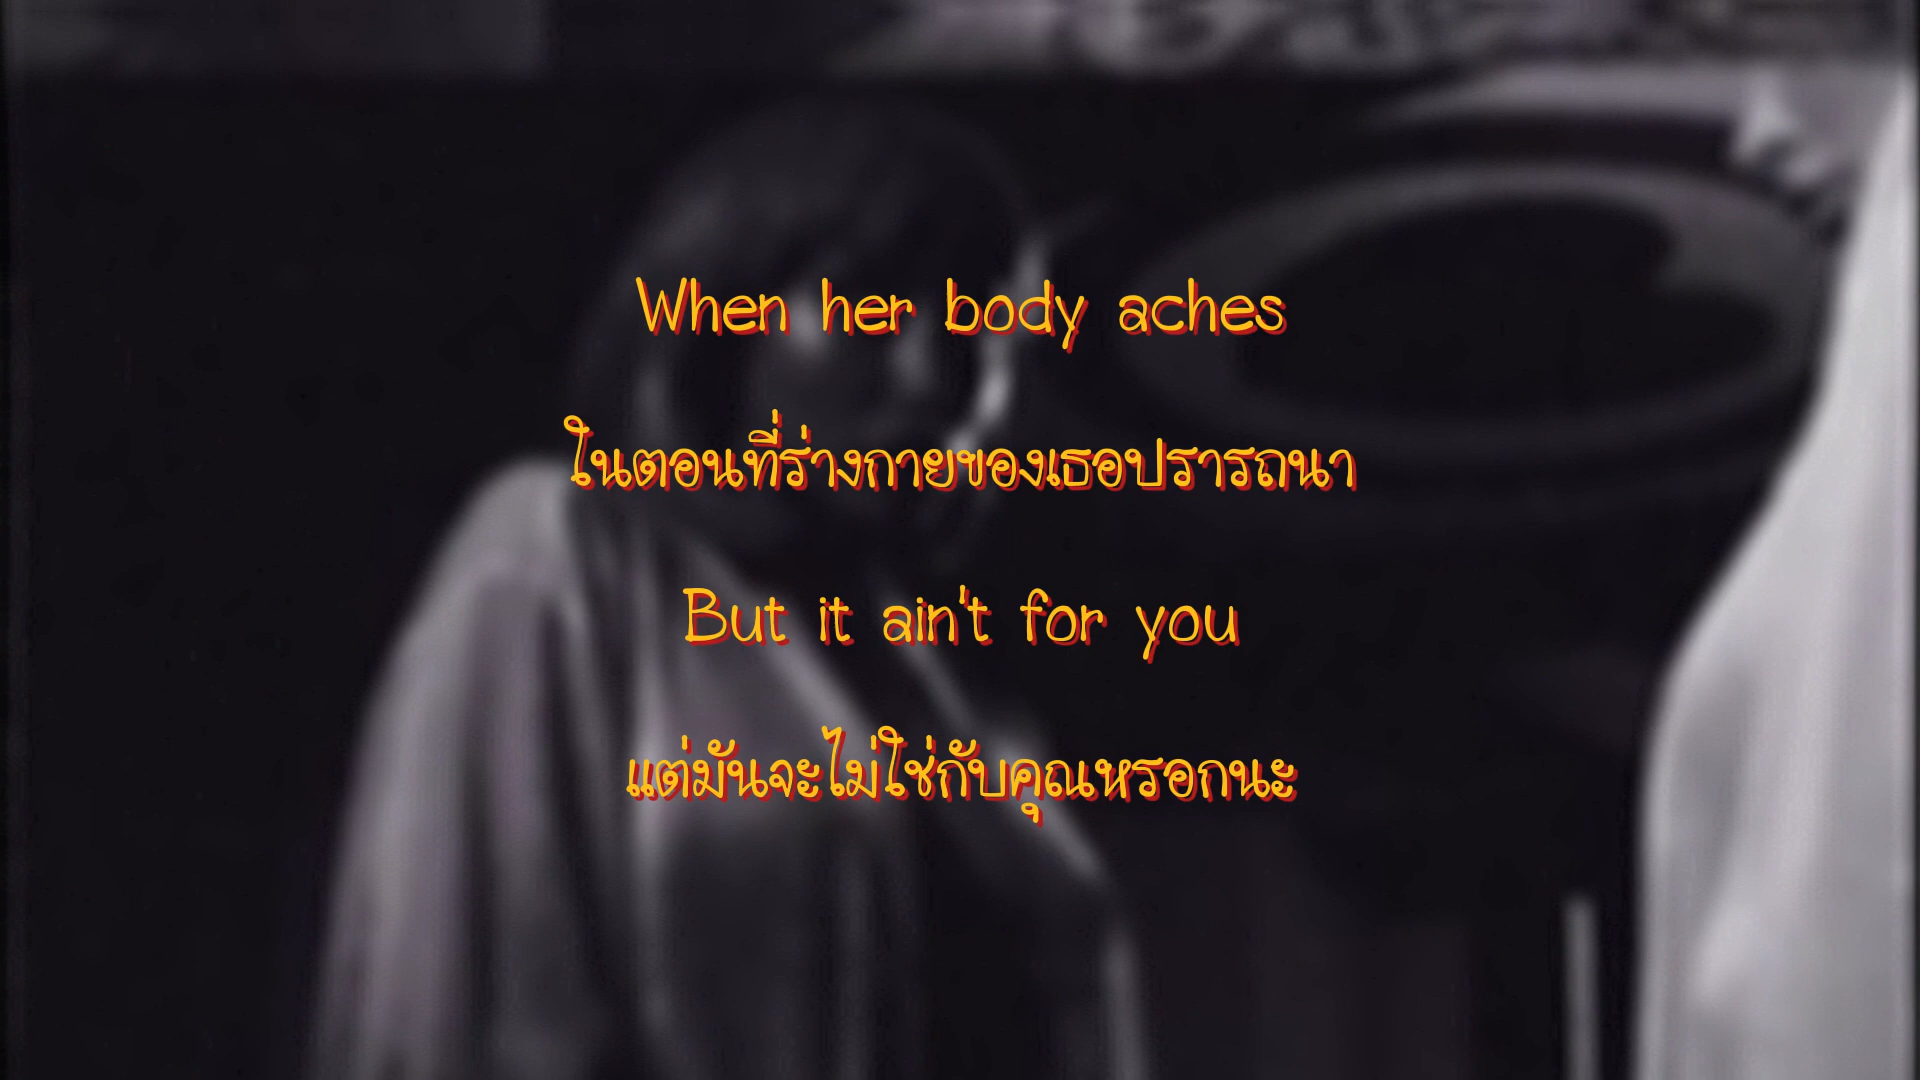 When her body aches
ในตอนที่ร่างกายของเธอปรารถนา
But it ain't for you
แต่มันจะไม่ใช่กับคุณหรอกนะ